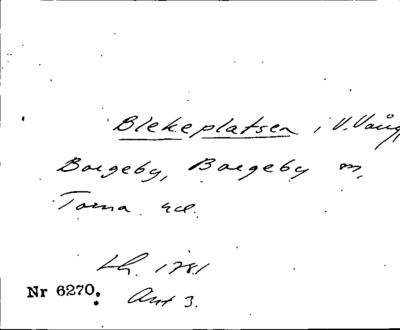 Blekeplatsen i V. Vång,
Borgeby, Borgeby sn,
Torna hd.
Lh. 1781
Nr 6270. Akt 3.